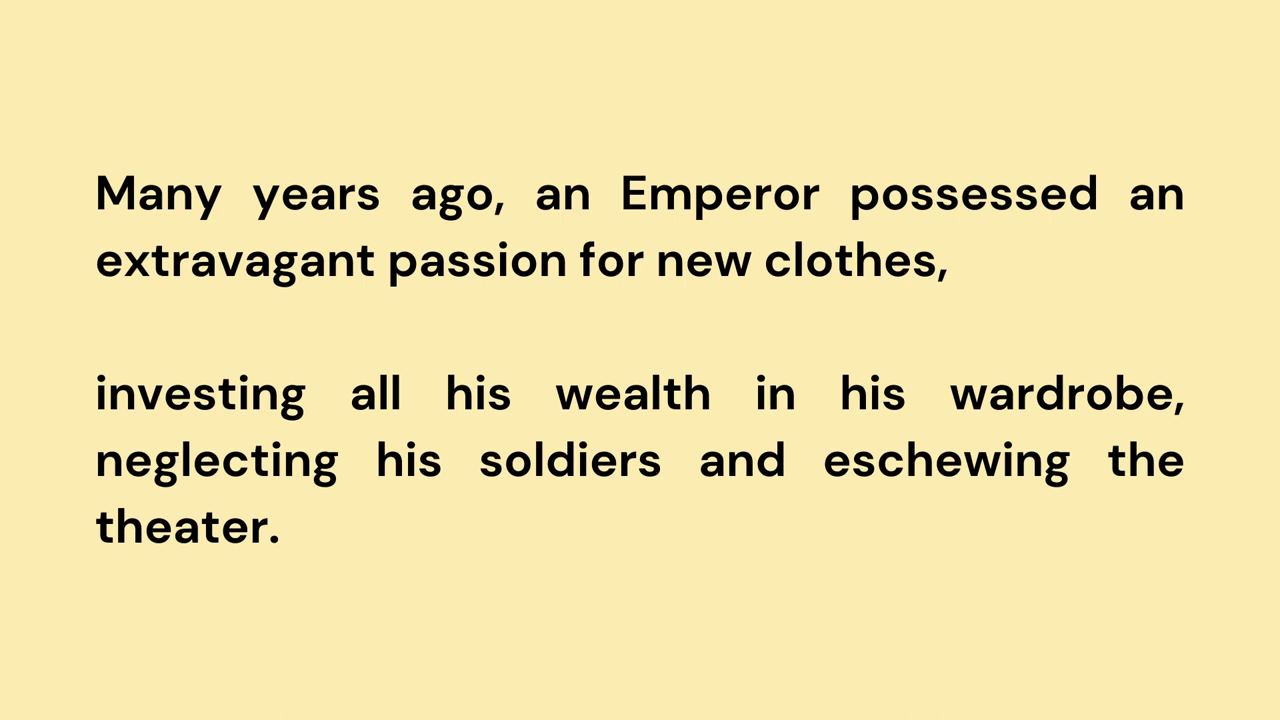 Many years ago, an Emperor possessed an
extravagant passion for new clothes,
investing all his wealth in his wardrobe,
neglecting his soldiers and eschewing the
theater.